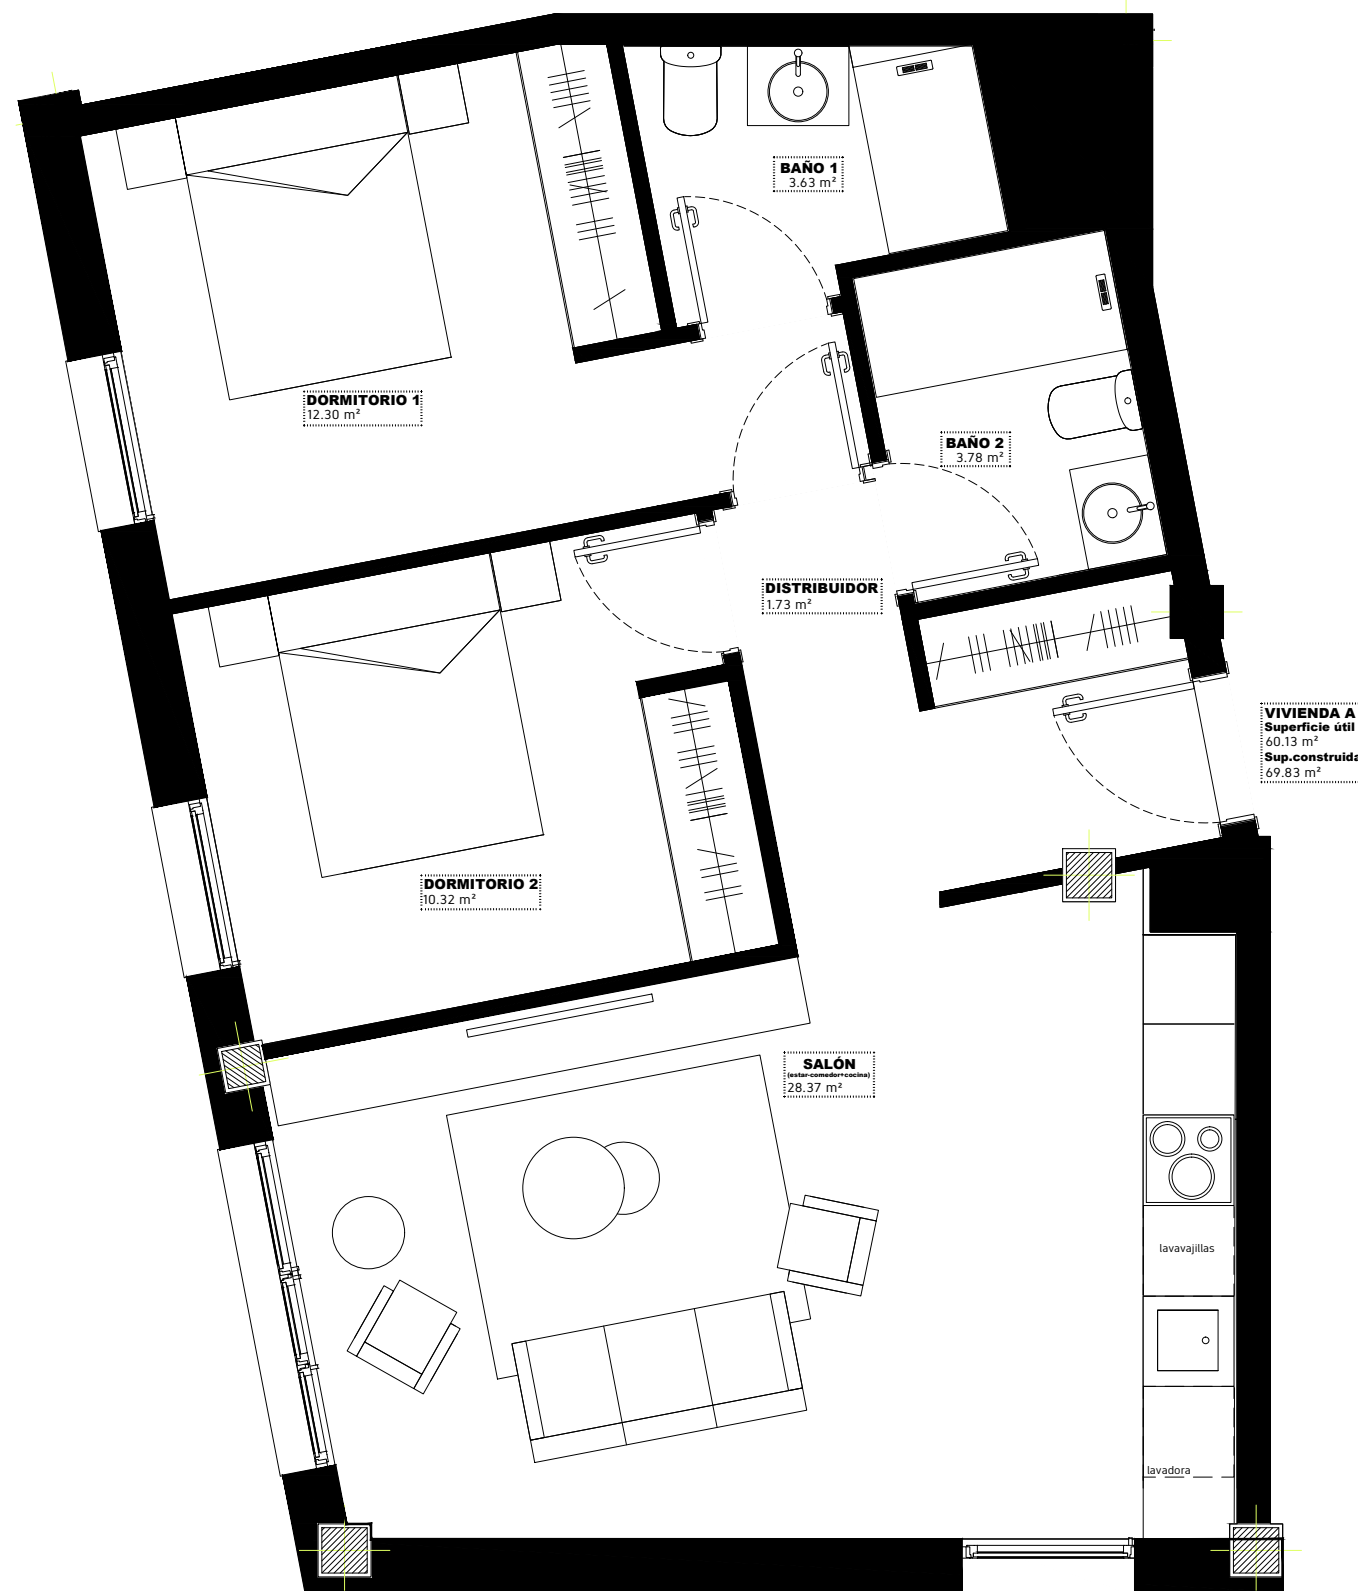 BAÑO 1
3.63 m²
DORMITORIO 1
12.30 m²
BAÑO 2
3.78 m²
DISTRIBUIDOR
1.73 m²
VIVIENDA A
Superficie útil
60.13 m²
Sup.construida
69.83 m²
DORMITORIO 2
10.32 m²
SALÓN
(estar-comedor+cocina)
28.37 m²
lavavajillas
lavadora